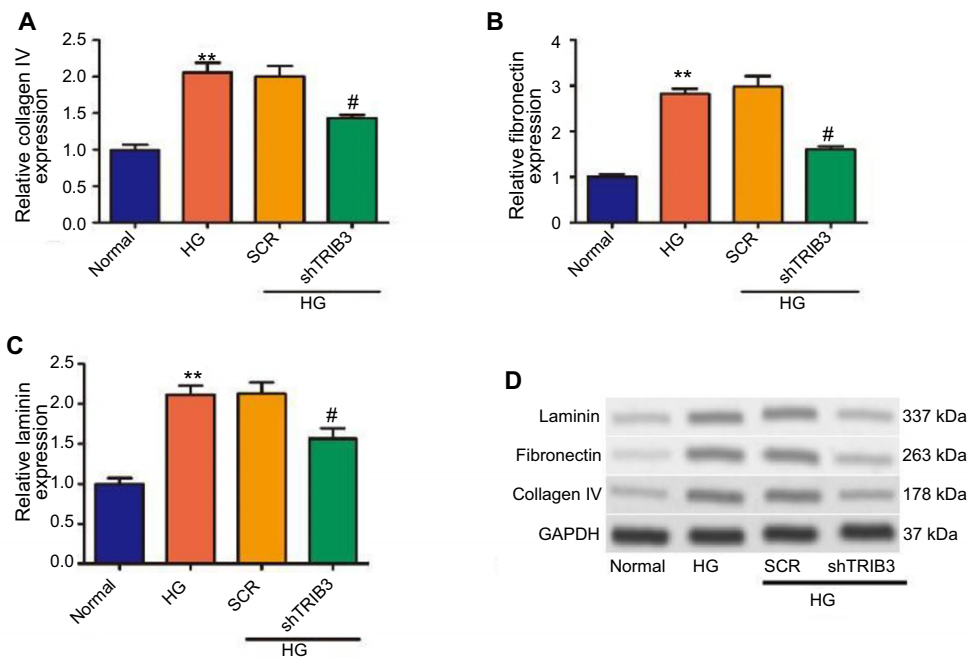 A
Relative collagen IV
expression
2.5
2.0
1.5
1.0
0.5
0.0
**
#
Normal
HG
SCR
shTRIB3
HG
B
Relative fibronectin
expression
4
3
2
1
0
**
#
Normal
HG
SCR
shTRIB3
HG
C
Relative laminin
expression
2.5
2.0
1.5
1.0
0.5
0.0
**
#
Normal
HG
SCR
shTRIB3
HG
D
Laminin 337 kDa
Fibronectin 263 kDa
Collagen IV 178 kDa
GAPDH 37 kDa
Normal HG SCR shTRIB3
HG